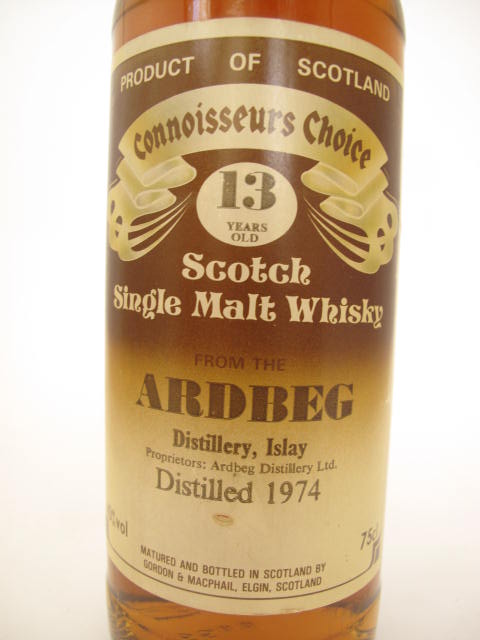 PRODUCT OF SCOTLAND
Connoisseurs Choice
13
YEARS
OLD
Scotch
Single Malt Whisky
FROM THE
ARDBEG
Distillery, Islay
Proprietors: Ardbeg Distillery Ltd.
Distilled 1974
%vol
75cl
MATURED AND BOTTLED IN SCOTLAND BY
GORDON & MACPHAIL, ELGIN, SCOTLAND